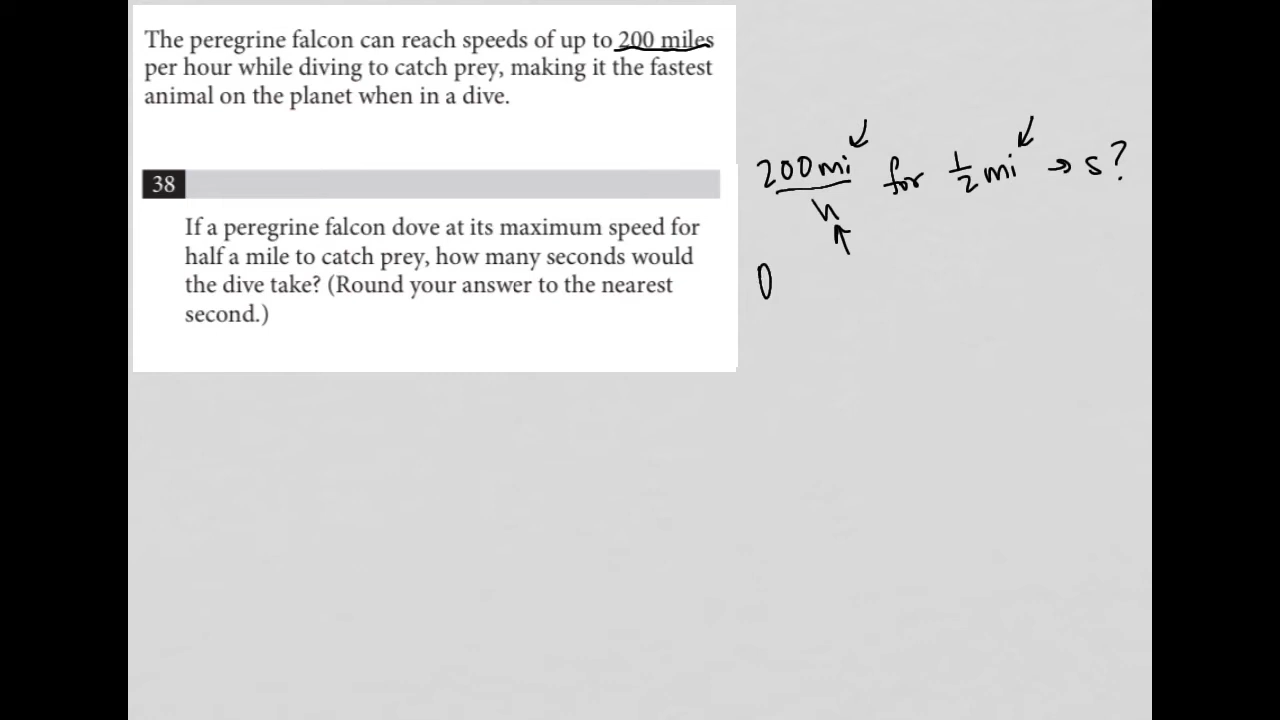 The peregrine falcon can reach speeds of up to 200 miles
per hour while diving to catch prey, making it the fastest
animal on the planet when in a dive.
38
If a peregrine falcon dove at its maximum speed for
half a mile to catch prey, how many seconds would
the dive take? (Round your answer to the nearest
second.)
200mi/h for 1/2 mi → s?
0